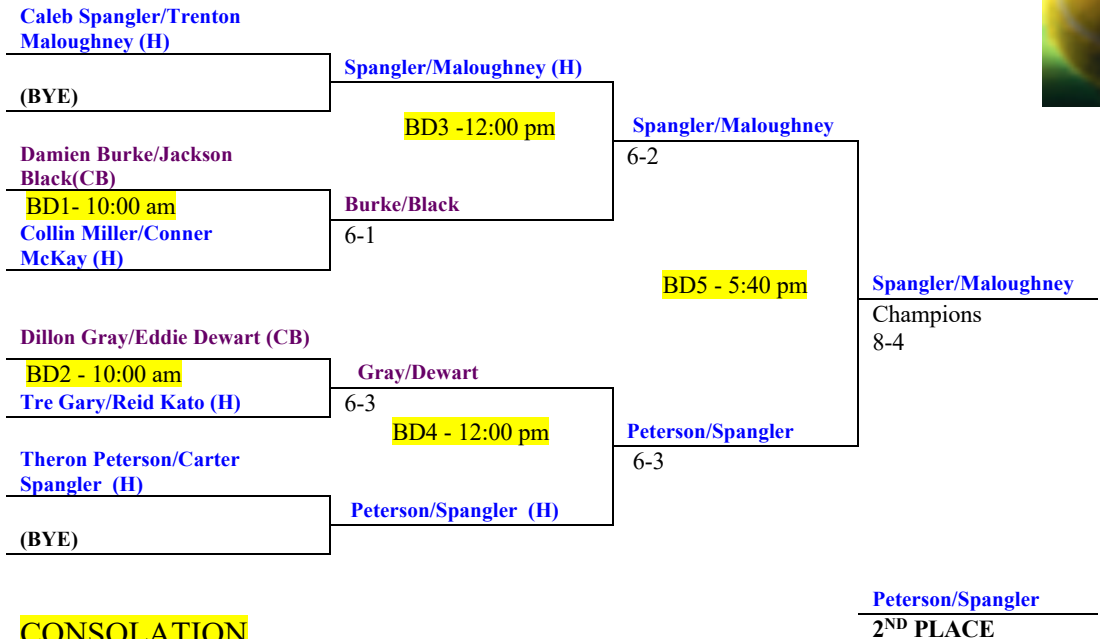 Caleb Spangler/Trenton
Maloughney (H)
Spangler/Maloughney (H)
(BYE)
BD3 -12:00 pm
Spangler/Maloughney
6-2
Damien Burke/Jackson
Black(CB)
BD1- 10:00 am
Burke/Black
Collin Miller/Conner
McKay (H)
6-1
BD5 - 5:40 pm
Spangler/Maloughney
Champions
8-4
Dillon Gray/Eddie Dewart (CB)
BD2 - 10:00 am
Gray/Dewart
Tre Gary/Reid Kato (H)
6-3
BD4 - 12:00 pm
Peterson/Spangler
6-3
Theron Peterson/Carter
Spangler (H)
Peterson/Spangler (H)
(BYE)
Peterson/Spangler
2ND PLACE
CONSOLATION